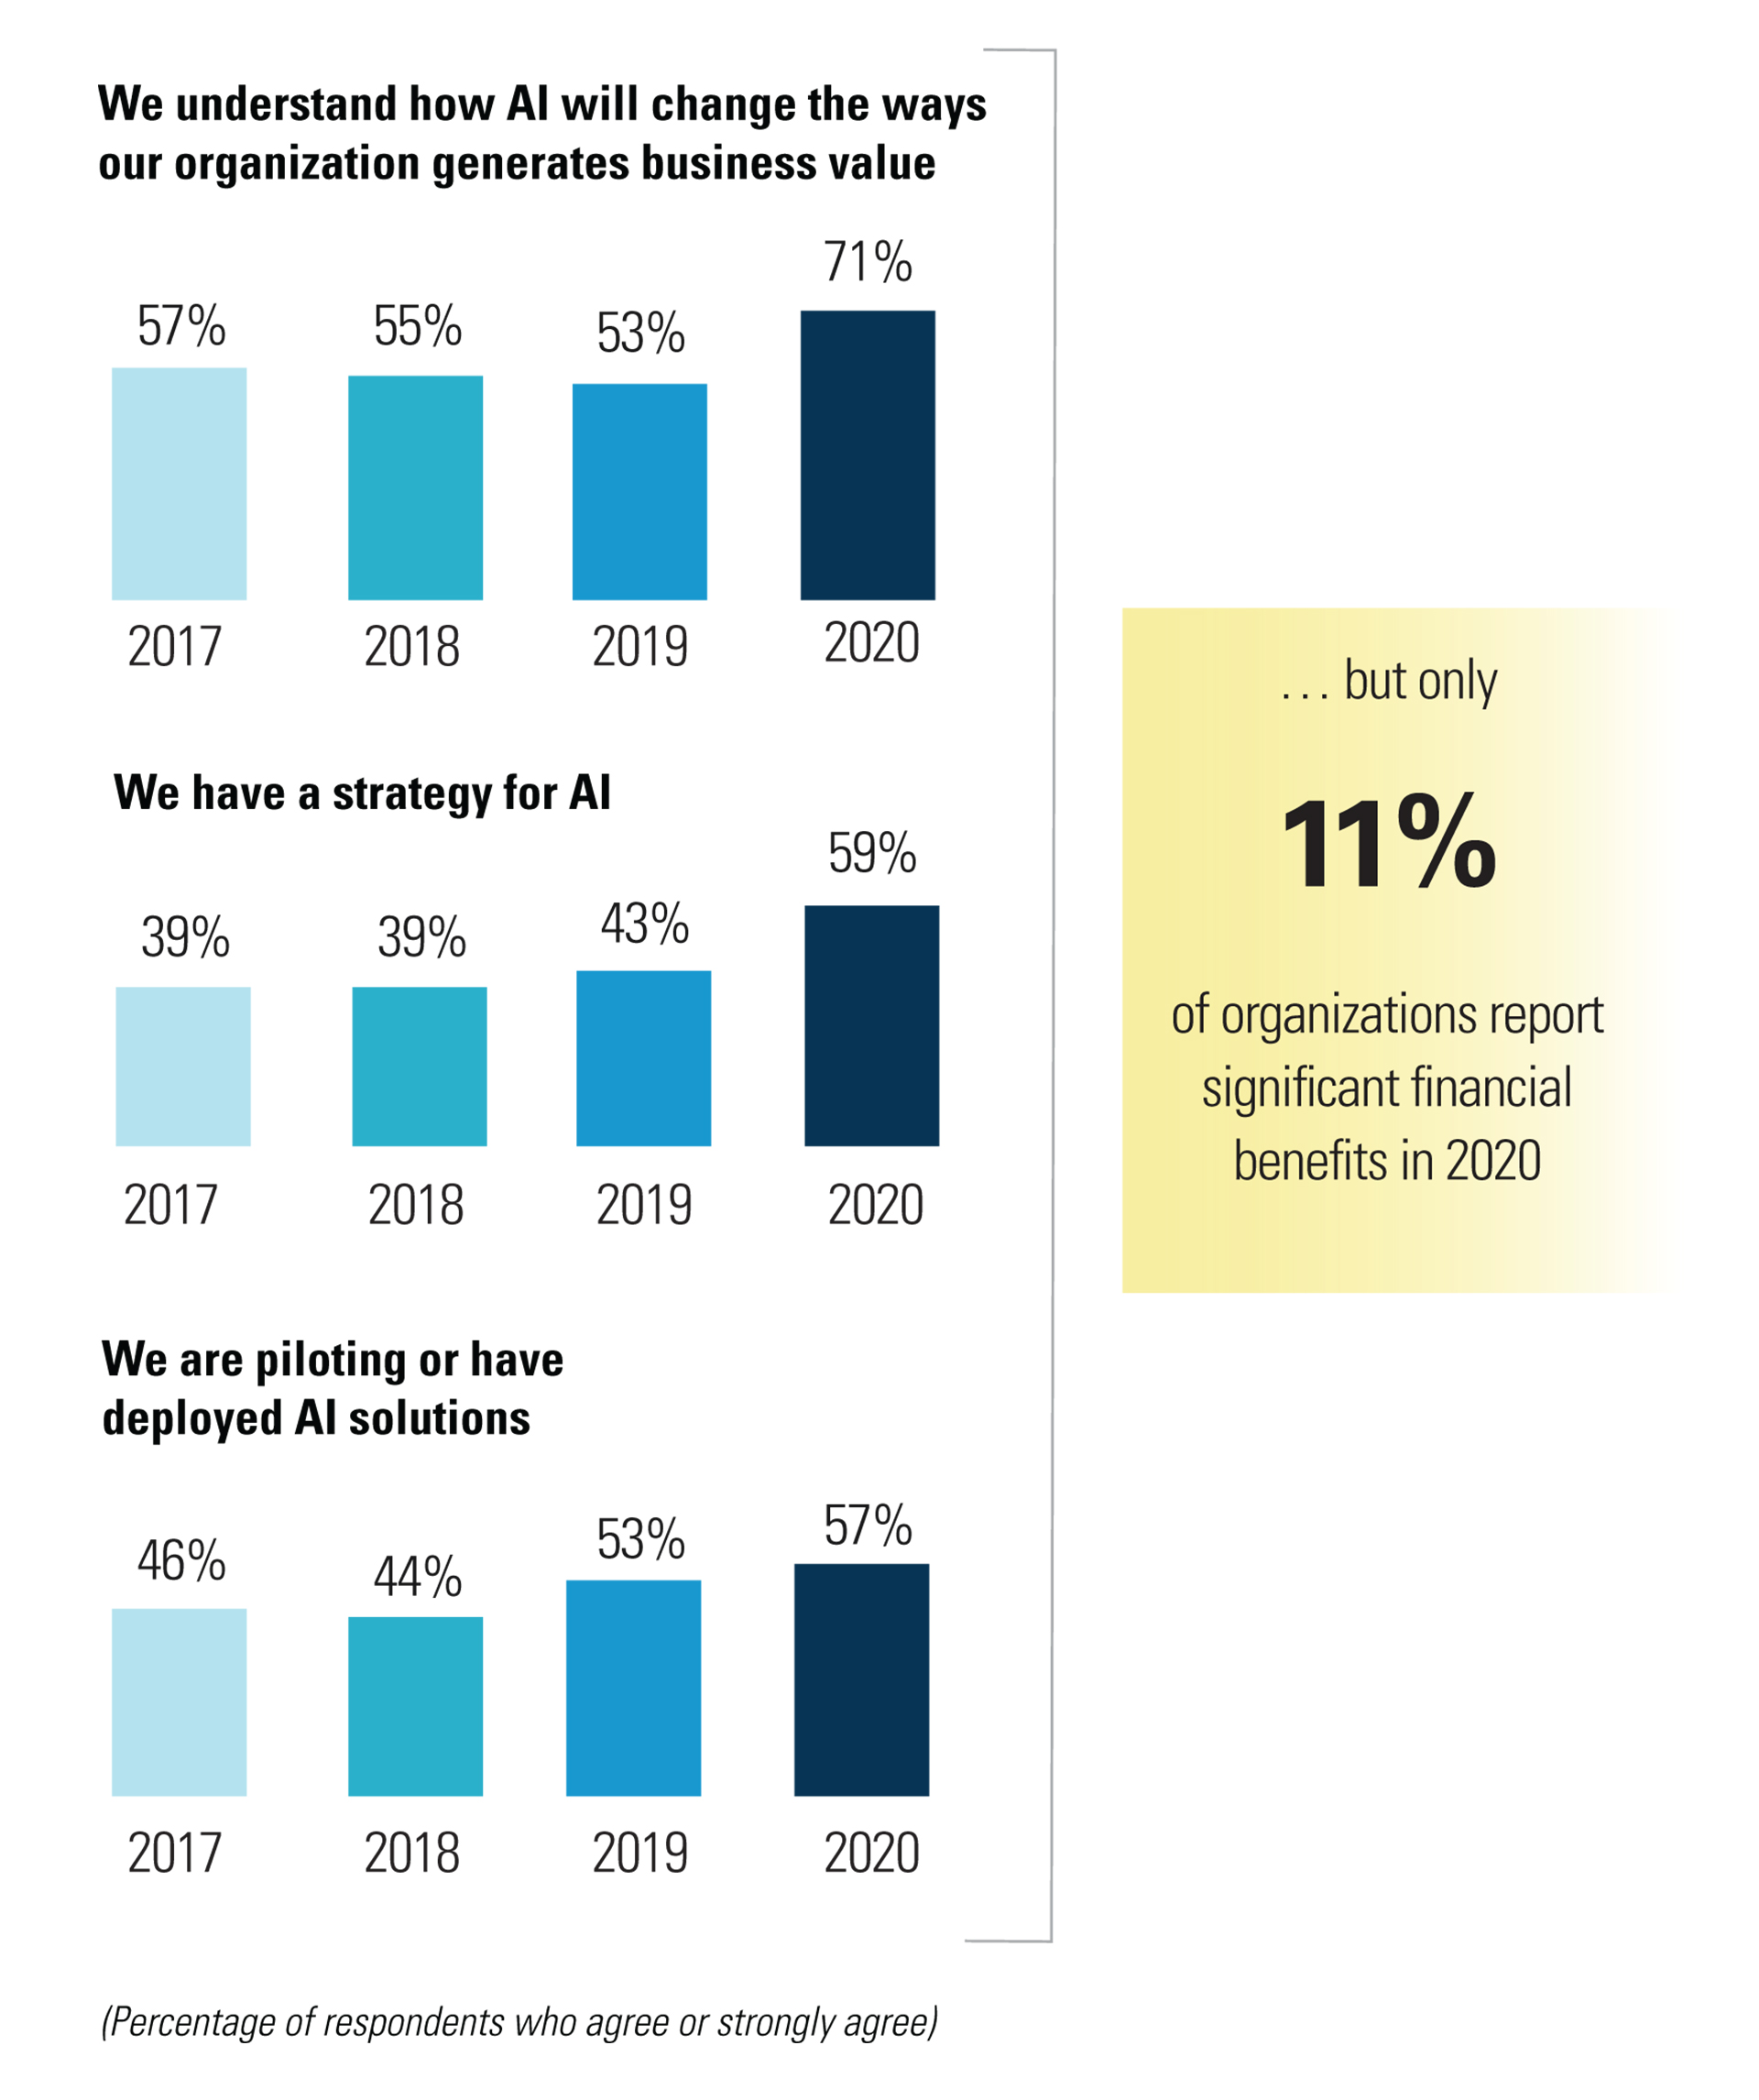 We understand how AI will change the ways
our organization generates business value
57%
55%
53%
71%
2017
2018
2019
2020
We have a strategy for AI
39%
39%
43%
59%
2017
2018
2019
2020
We are piloting or have
deployed AI solutions
46%
44%
53%
57%
2017
2018
2019
2020
(Percentage of respondents who agree or strongly agree)
. . . but only
11%
of organizations report
significant financial
benefits in 2020